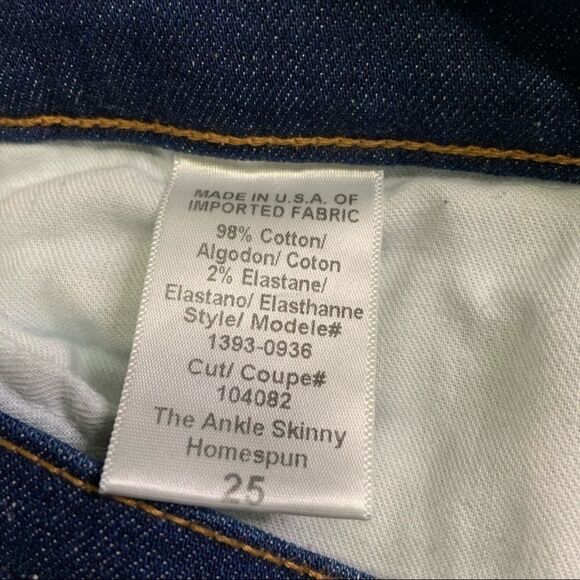 MADE IN U.S.A. OF
IMPORTED FABRIC
98% Cotton/
Algodon/ Coton
2% Elastane/
Elastano/ Elasthanne
Style/ Modele#
1393-0936
Cut/ Coupe#
104082
The Ankle Skinny
Homespun
25